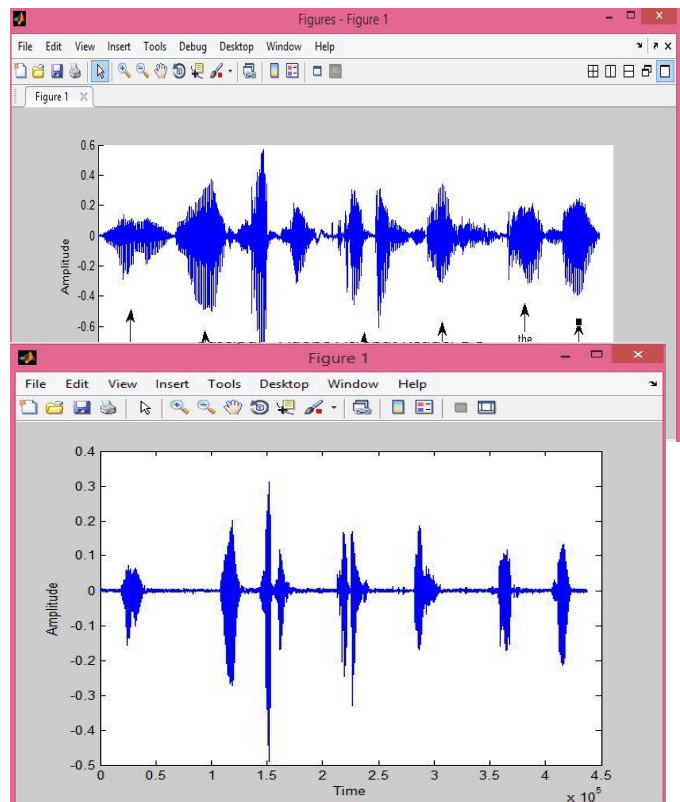 Figures - Figure 1
File Edit View Insert Tools Debug Desktop Window Help
Figure 1
0.6
0.4
0.2
0
-0.2
-0.4
-0.6
Amplitude
the
Figure 1
File Edit View Insert Tools Desktop Window Help
0.4
0.3
0.2
0.1
0
-0.1
-0.2
-0.3
-0.4
-0.5
Amplitude
0 0.5 1 1.5 2 2.5 3 3.5 4 4.5
Time
x 10^5